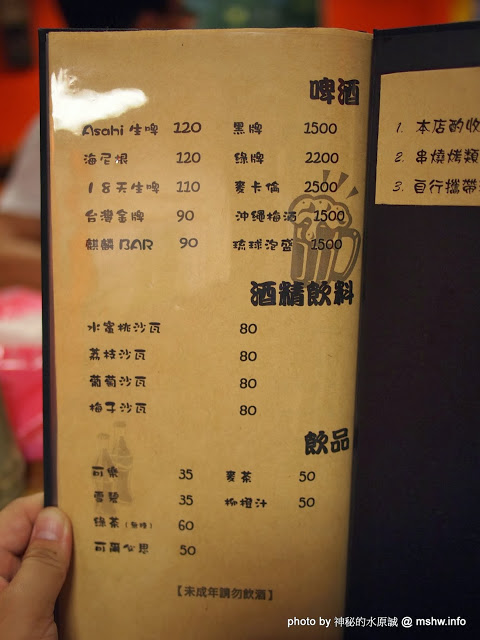 啤酒
Asahi 生啤 120 黑牌 1500
海尼根 120 綠牌 2200
18天生啤 110 麥卡倫 2500
台灣金牌 90 沖繩梅酒 1500
麒麟BAR 90 琉球泡盛 1500
酒精飲料
水蜜桃沙瓦 80
荔枝沙瓦 80
葡萄沙瓦 80
梅子沙瓦 80
飲品
可樂 35 麥茶 50
雪碧 35 柳橙汁 50
綠茶(無糖) 60
可爾必思 50
【未成年請勿飲酒】
1. 本店酌收
2. 串燒烤類
3. 自行攜帶
photo by 神秘的水原誠 @ mshw.info